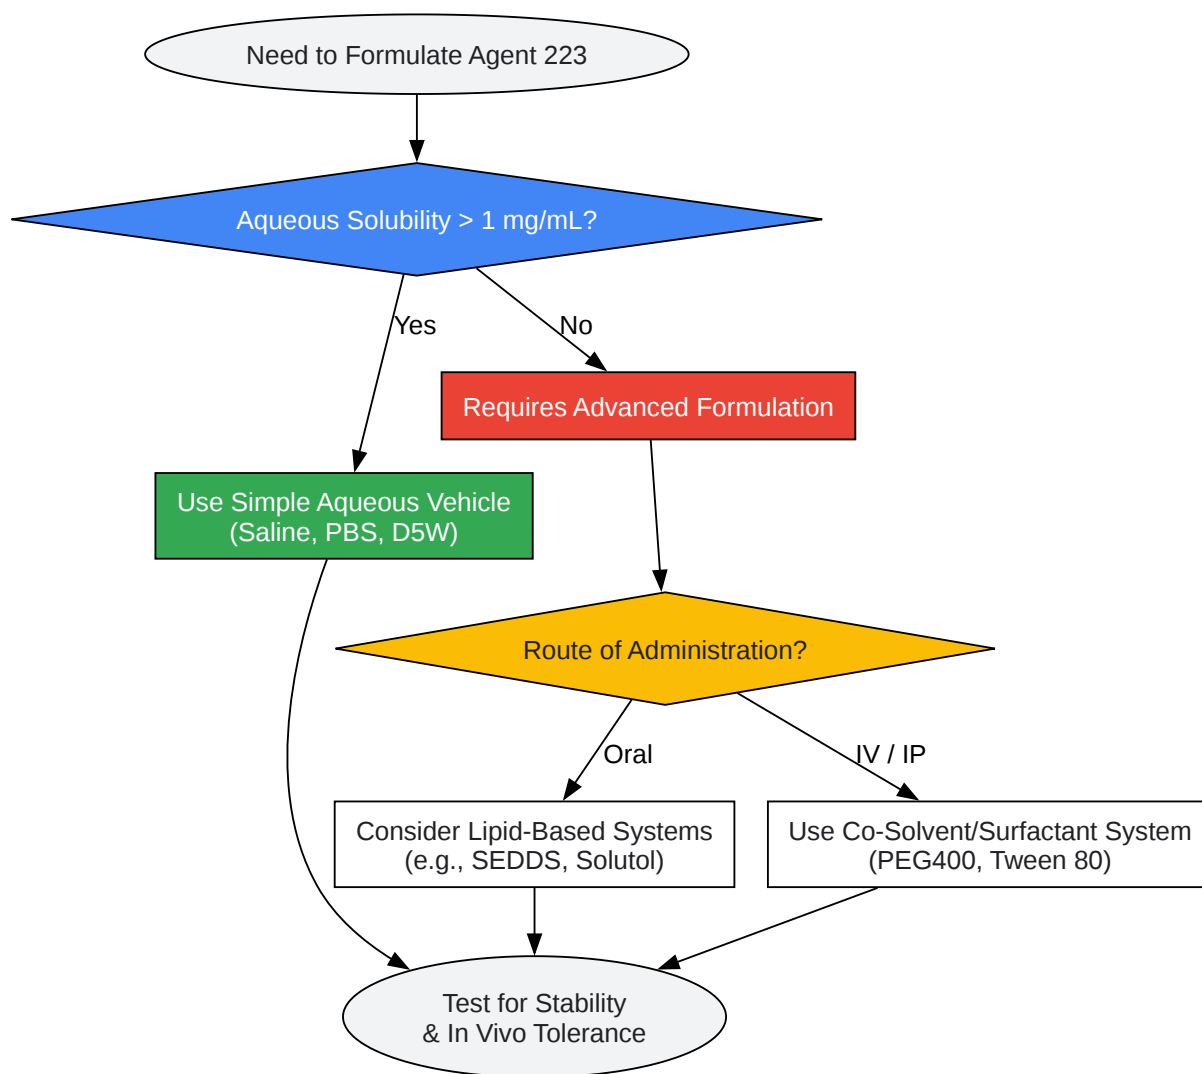 Need to Formulate Agent 223
Aqueous Solubility > 1 mg/mL?
Yes
No
Requires Advanced Formulation
Use Simple Aqueous Vehicle
(Saline, PBS, D5W)
Route of Administration?
Oral
IV / IP
Consider Lipid-Based Systems
(e.g., SEDDS, Solutol)
Use Co-Solvent/Surfactant System
(PEG400, Tween 80)
Test for Stability
& In Vivo Tolerance